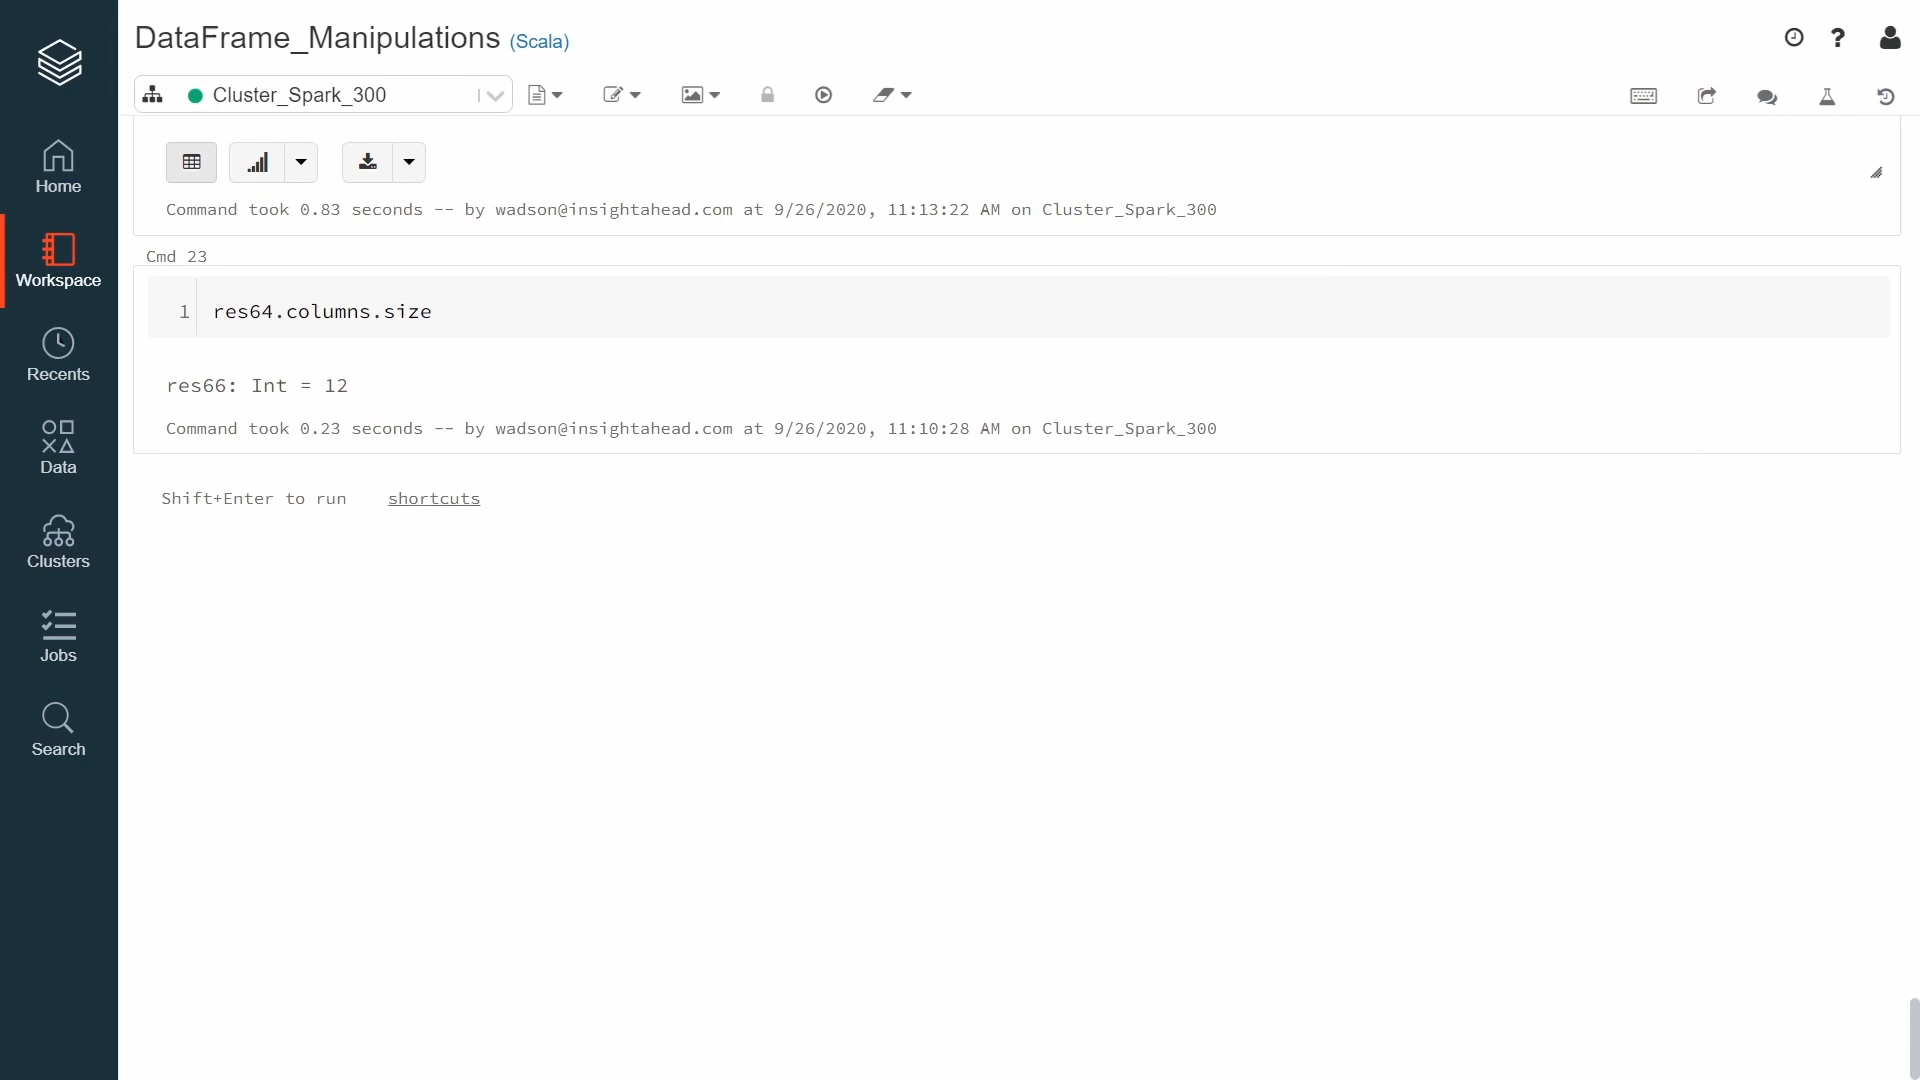 DataFrame_Manipulations (Scala)
Cluster_Spark_300
Home
Workspace
Recents
Data
Clusters
Jobs
Search
Command took 0.83 seconds -- by wadson@insightahead.com at 9/26/2020, 11:13:22 AM on Cluster_Spark_300
Cmd 23
1 res64.columns.size
res66: Int = 12
Command took 0.23 seconds -- by wadson@insightahead.com at 9/26/2020, 11:10:28 AM on Cluster_Spark_300
Shift+Enter to run shortcuts